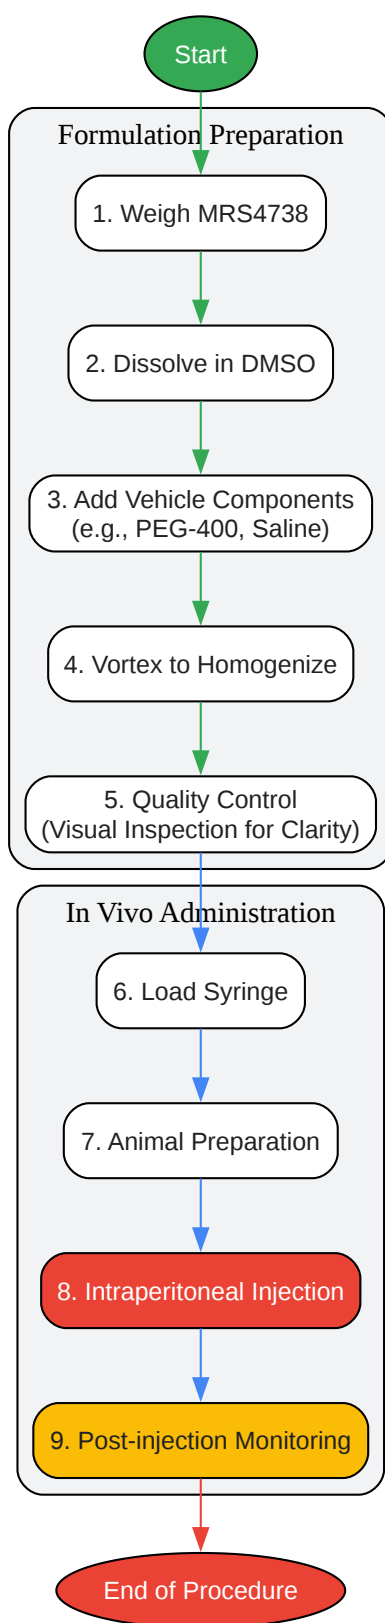 Start
Formulation Preparation
1. Weigh MRS4738
2. Dissolve in DMSO
3. Add Vehicle Components
(e.g., PEG-400, Saline)
4. Vortex to Homogenize
5. Quality Control
(Visual Inspection for Clarity)
In Vivo Administration
6. Load Syringe
7. Animal Preparation
8. Intraperitoneal Injection
9. Post-injection Monitoring
End of Procedure